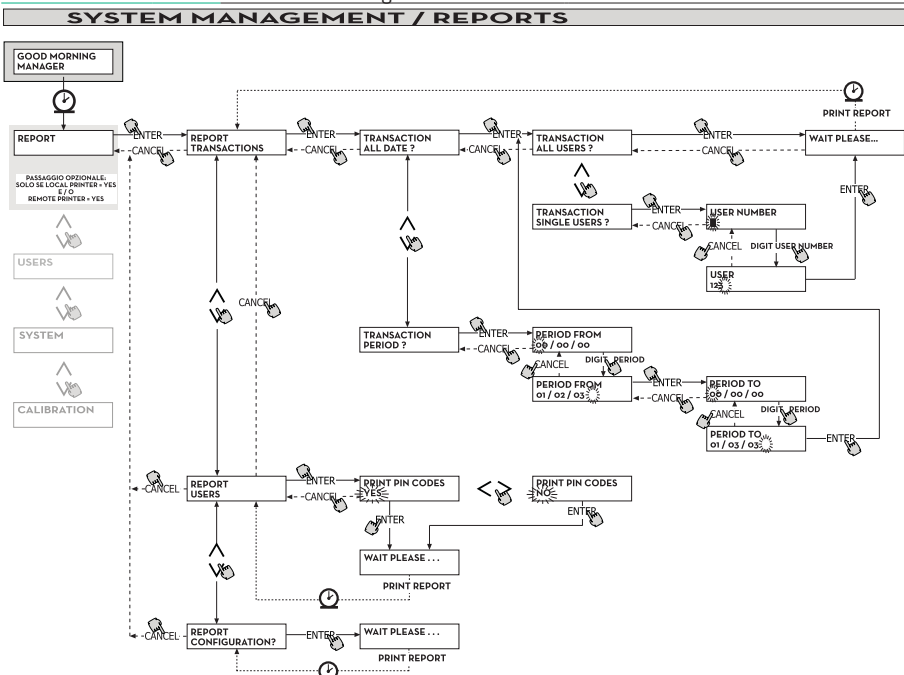 SYSTEM MANAGEMENT / REPORTS
GOOD MORNING
MANAGER
PRINT REPORT
REPORT
ENTER
CANCEL
REPORT
TRANSACTIONS
ENTER
CANCEL
TRANSACTION
ALL DATE ?
ENTER
CANCEL
TRANSACTION
ALL USERS ?
ENTER
CANCEL
WAIT PLEASE...
PASSAGGIO OPZIONALE:
SOLO SE LOCAL PRINTER = YES
E / O
REMOTE PRINTER = YES
ENTER
TRANSACTION
SINGLE USERS ?
ENTER
CANCEL
USER NUMBER
CANCEL
DIGIT USER NUMBER
USER
123
USERS
CANCEL
SYSTEM
TRANSACTION
PERIOD ?
ENTER
CANCEL
PERIOD FROM
00 / 00 / 00
CANCEL
DIGIT PERIOD
PERIOD FROM
01 / 02 / 03
ENTER
CANCEL
PERIOD TO
00 / 00 / 00
CANCEL
DIGIT PERIOD
PERIOD TO
01 / 03 / 03
ENTER
CALIBRATION
CANCEL
REPORT
USERS
ENTER
CANCEL
PRINT PIN CODES
YES
< >
PRINT PIN CODES
NO
ENTER
ENTER
WAIT PLEASE . . .
PRINT REPORT
CANCEL
REPORT
CONFIGURATION?
ENTER
WAIT PLEASE . . .
PRINT REPORT